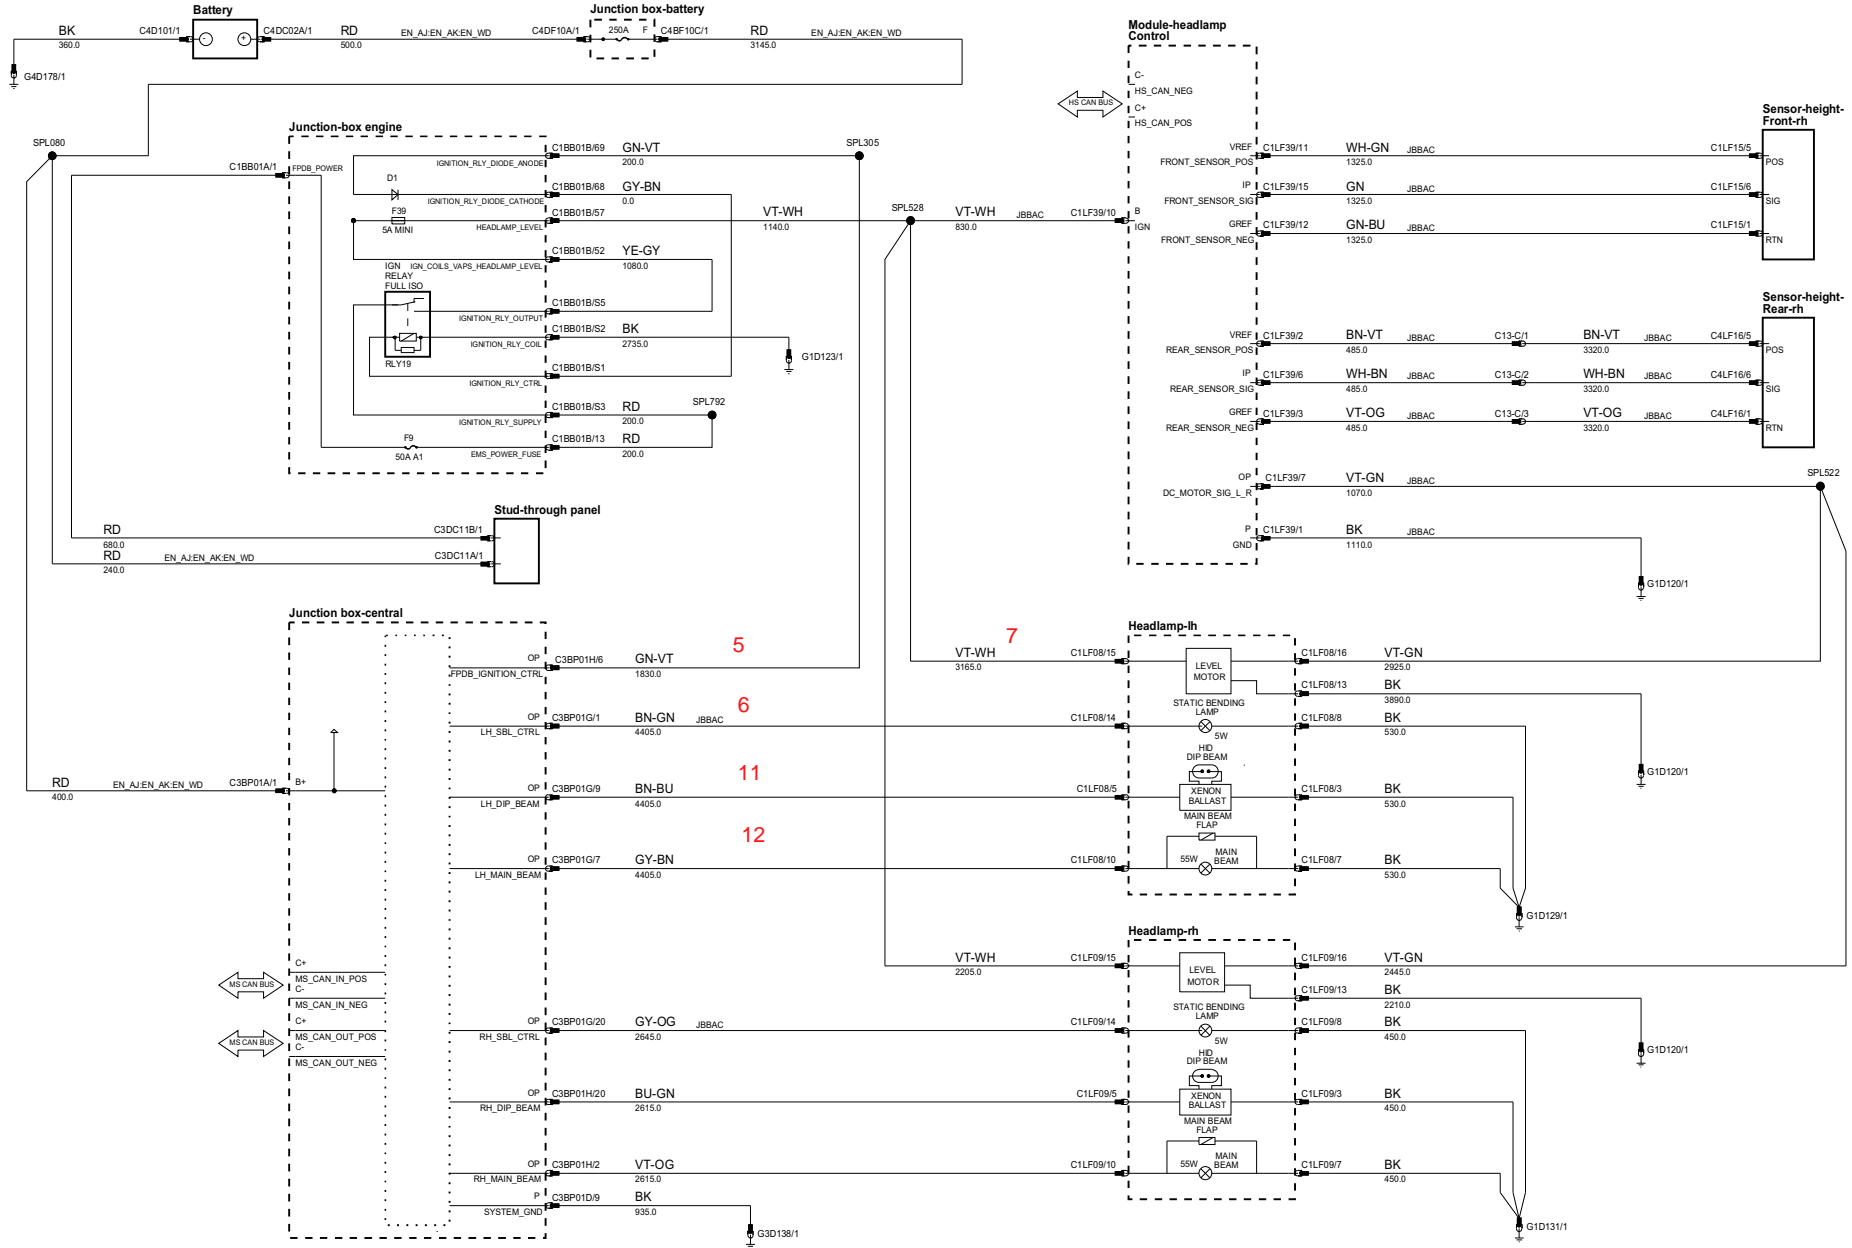 Battery
Junction box-battery
BK
360.0
C4D101/1
-
+
C4DC02A/1
RD
500.0
EN_AJ:EN_AK:EN_WD
C4DF10A/1
250A F
C4BF10C/1
RD
3145.0
EN_AJ:EN_AK:EN_WD
G4D178/1
SPL080
Junction-box engine
C1BB01A/1
FPDB_POWER
IGNITION_RLY_DIODE_ANODE
C1BB01B/69
GN-VT
200.0
SPL305
D1
IGNITION_RLY_DIODE_CATHODE
C1BB01B/68
GY-BN
0.0
F39
5A MINI
HEADLAMP_LEVEL
C1BB01B/57
VT-WH
1140.0
SPL528
VT-WH
830.0
JBBAC
C1LF39/10
IGN_COILS_VAPS_HEADLAMP_LEVEL
C1BB01B/52
YE-GY
1080.0
IGN
RELAY
FULL ISO
RLY19
IGNITION_RLY_OUTPUT
C1BB01B/S5
IGNITION_RLY_COIL
C1BB01B/S2
BK
2735.0
G1D123/1
IGNITION_RLY_CTRL
C1BB01B/S1
IGNITION_RLY_SUPPLY
C1BB01B/S3
RD
200.0
SPL792
F9
50A A1
EMS_POWER_FUSE
C1BB01B/13
RD
200.0
Stud-through panel
RD
680.0
C3DC11B/1
RD
240.0
EN_AJ:EN_AK:EN_WD
C3DC11A/1
Module-headlamp
Control
HS CAN BUS
C-
HS_CAN_NEG
C+
HS_CAN_POS
B
IGN
VREF
FRONT_SENSOR_POS
C1LF39/11
WH-GN
1325.0
JBBAC
C1LF15/5
IP
FRONT_SENSOR_SIG
C1LF39/15
GN
1325.0
JBBAC
C1LF15/6
GREF
FRONT_SENSOR_NEG
C1LF39/12
GN-BU
1325.0
JBBAC
C1LF15/1
Sensor-height-
Front-rh
POS
SIG
RTN
VREF
REAR_SENSOR_POS
C1LF39/2
BN-VT
485.0
JBBAC
C13-C/1
BN-VT
3320.0
JBBAC
C4LF16/5
IP
REAR_SENSOR_SIG
C1LF39/6
WH-BN
485.0
JBBAC
C13-C/2
WH-BN
3320.0
JBBAC
C4LF16/6
GREF
REAR_SENSOR_NEG
C1LF39/3
VT-OG
485.0
JBBAC
C13-C/3
VT-OG
3320.0
JBBAC
C4LF16/1
Sensor-height-
Rear-rh
POS
SIG
RTN
OP
DC_MOTOR_SIG_L_R
C1LF39/7
VT-GN
1070.0
JBBAC
SPL522
P
GND
C1LF39/1
BK
1110.0
JBBAC
G1D120/1
Junction box-central
RD
400.0
EN_AJ:EN_AK:EN_WD
C3BP01A/1
B+
OP
FPDB_IGNITION_CTRL
C3BP01H/6
GN-VT
1830.0
5
OP
LH_SBL_CTRL
C3BP01G/1
BN-GN
4405.0
JBBAC
6
OP
LH_DIP_BEAM
C3BP01G/9
BN-BU
4405.0
11
OP
LH_MAIN_BEAM
C3BP01G/7
GY-BN
4405.0
12
MS CAN BUS
C+
MS_CAN_IN_POS
C-
MS_CAN_IN_NEG
MS CAN BUS
C+
MS_CAN_OUT_POS
C-
MS_CAN_OUT_NEG
OP
RH_SBL_CTRL
C3BP01G/20
GY-OG
2645.0
JBBAC
OP
RH_DIP_BEAM
C3BP01H/20
BU-GN
2615.0
OP
RH_MAIN_BEAM
C3BP01H/2
VT-OG
2615.0
P
SYSTEM_GND
C3BP01D/9
BK
935.0
G3D138/1
Headlamp-lh
VT-WH
3165.0
7
C1LF08/15
LEVEL
MOTOR
C1LF08/16
VT-GN
2925.0
C1LF08/13
BK
3890.0
G1D120/1
STATIC BENDING
LAMP
5W
C1LF08/14
C1LF08/8
BK
530.0
HID
DIP BEAM
XENON
BALLAST
C1LF08/5
C1LF08/3
BK
530.0
MAIN BEAM
FLAP
55W
MAIN
BEAM
C1LF08/10
C1LF08/7
BK
530.0
G1D129/1
Headlamp-rh
VT-WH
2205.0
C1LF09/15
LEVEL
MOTOR
C1LF09/16
VT-GN
2445.0
C1LF09/13
BK
2210.0
G1D120/1
STATIC BENDING
LAMP
5W
C1LF09/14
C1LF09/8
BK
450.0
HID
DIP BEAM
XENON
BALLAST
C1LF09/5
C1LF09/3
BK
450.0
MAIN BEAM
FLAP
55W
MAIN
BEAM
C1LF09/10
C1LF09/7
BK
450.0
G1D131/1